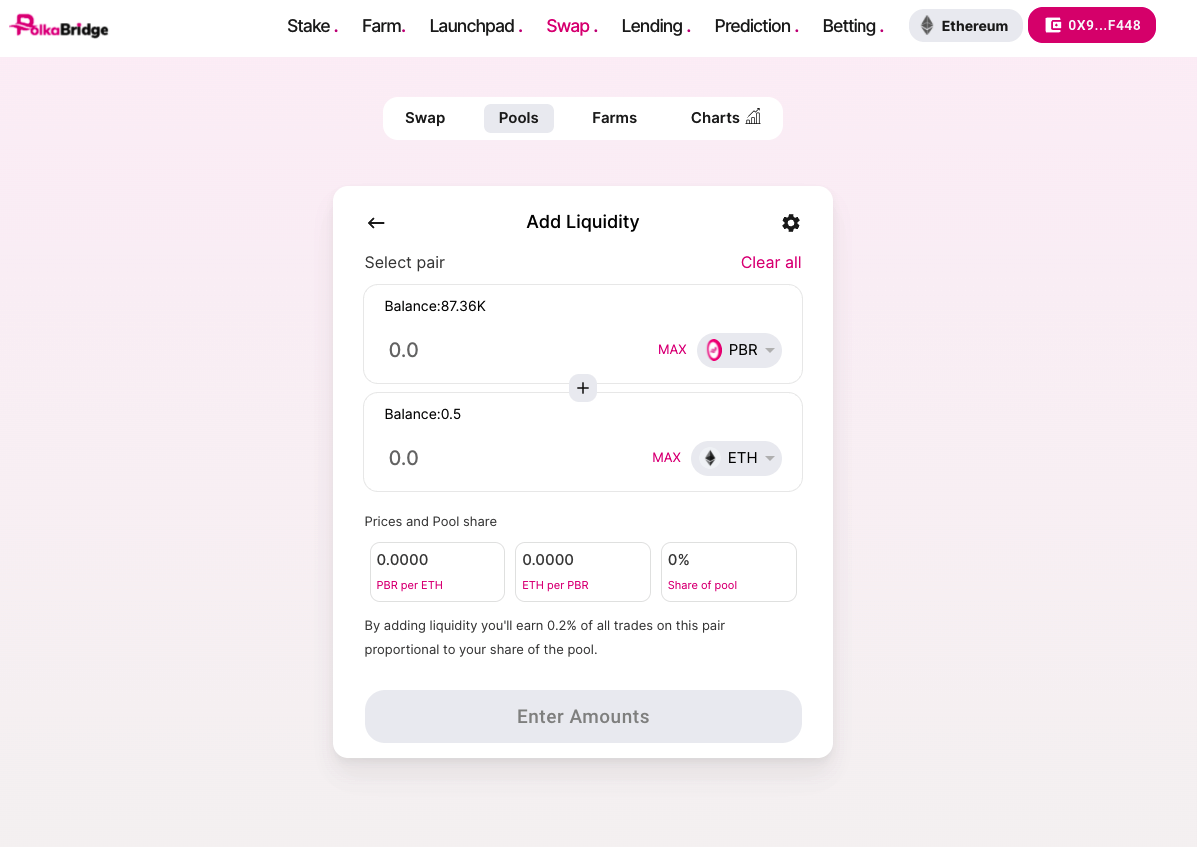 PolkaBridge Stake . Farm. Launchpad . Swap . Lending . Prediction . Betting . Ethereum 0X9...F448
Swap Pools Farms Charts
Add Liquidity
Select pair Clear all
Balance:87.36K
0.0 MAX PBR
+
Balance:0.5
0.0 MAX ETH
Prices and Pool share
0.0000 0.0000 0%
PBR per ETH ETH per PBR Share of pool
By adding liquidity you'll earn 0.2% of all trades on this pair
proportional to your share of the pool.
Enter Amounts